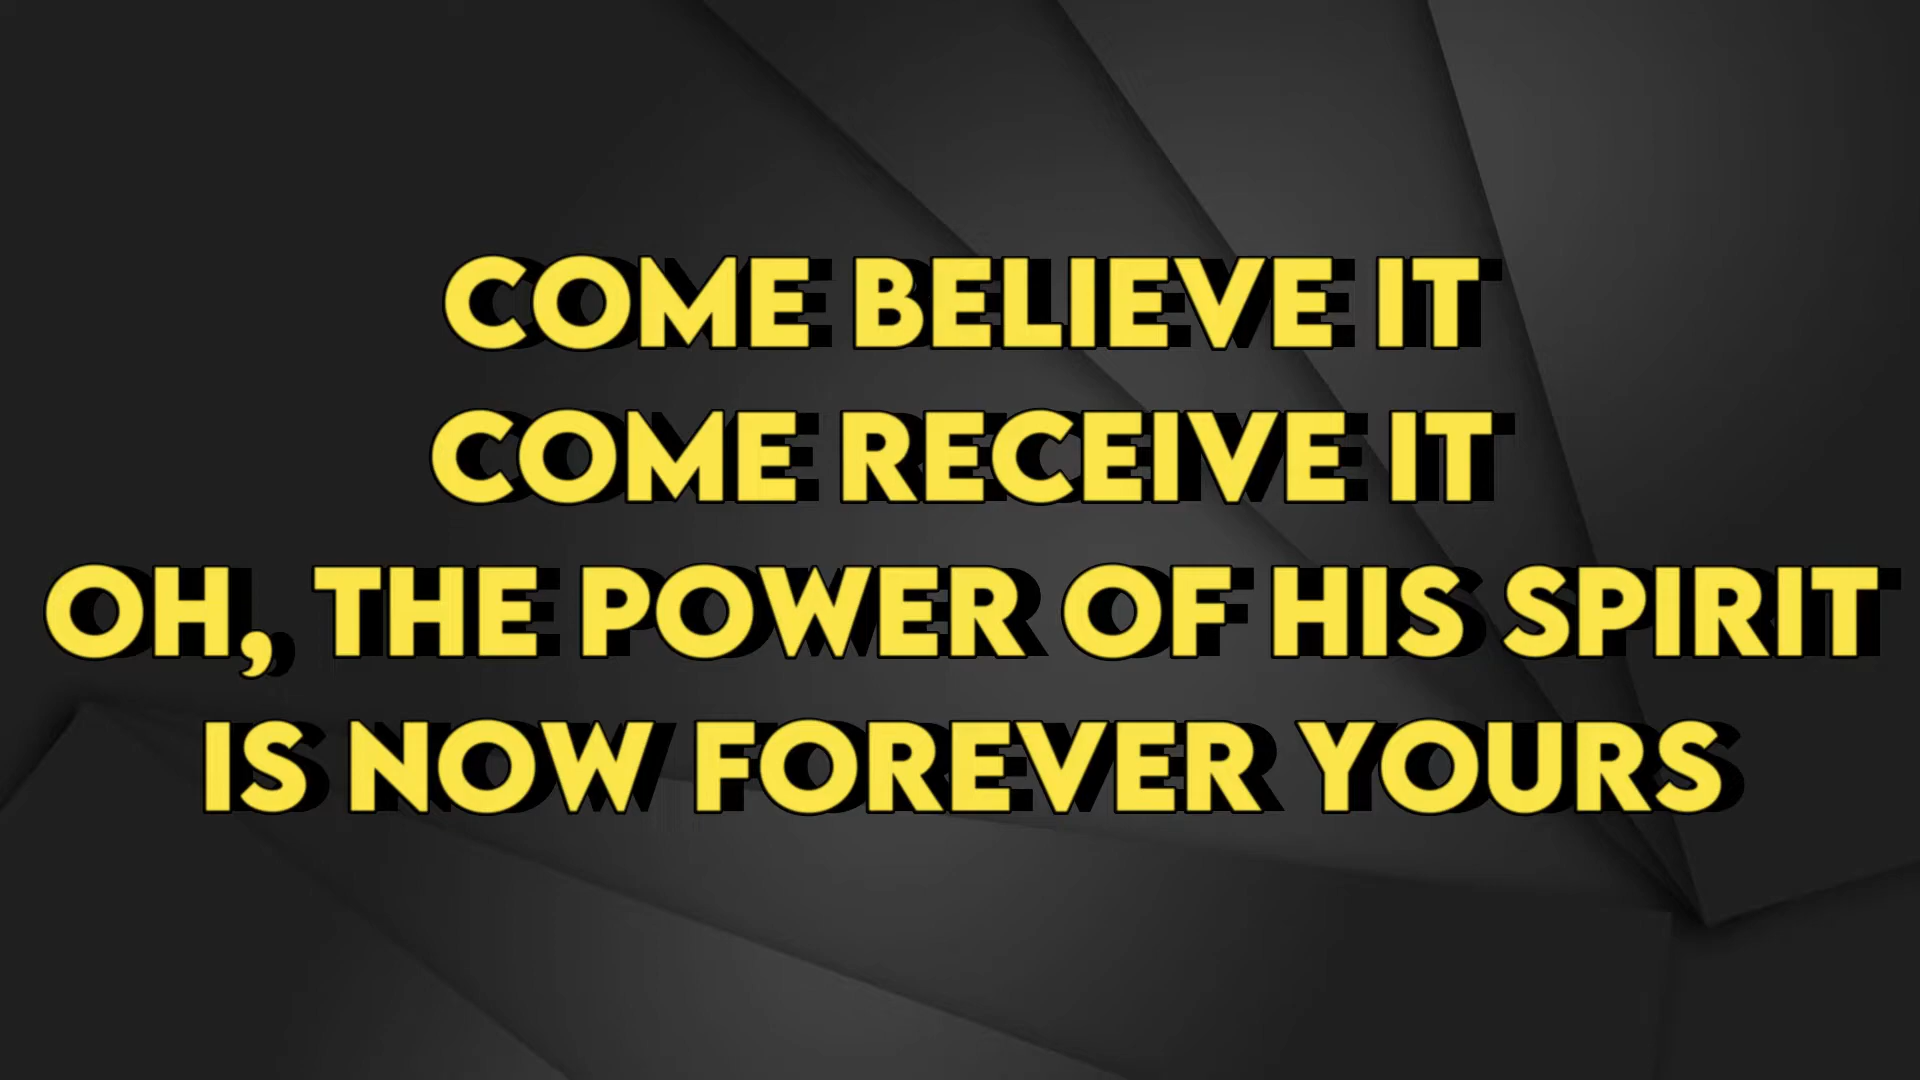 COME BELIEVE IT
COME RECEIVE IT
OH, THE POWER OF HIS SPIRIT
IS NOW FOREVER YOURS